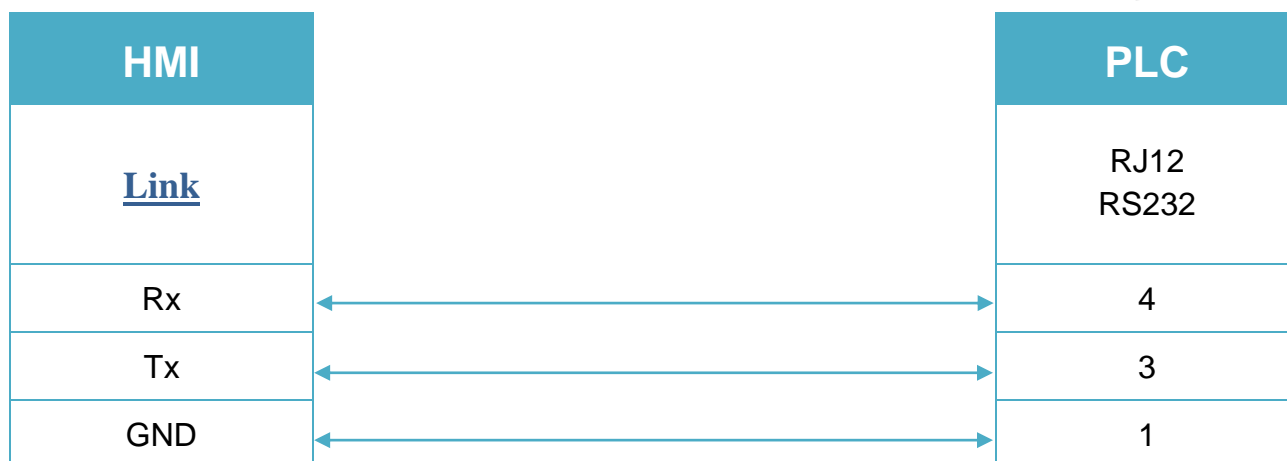 HMI PLC
Link RJ12
RS232
Rx 4
Tx 3
GND 1